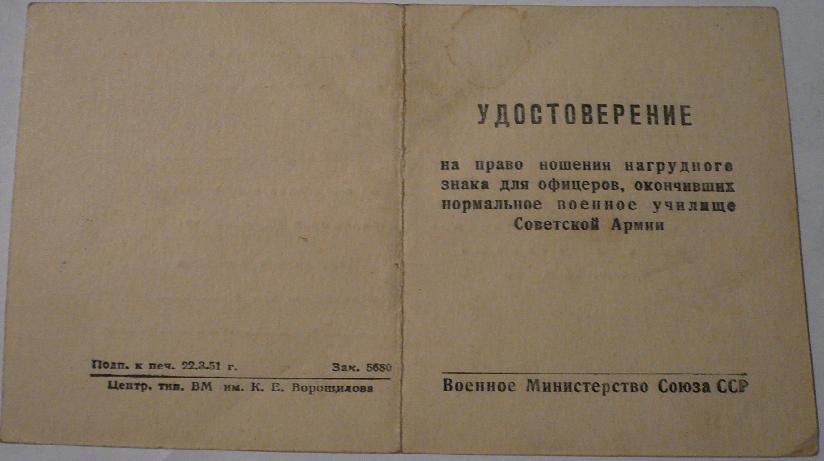 Подп. к печ. 22.3.51 г. Зак. 5680
Центр. тип. ВМ им. К. Е. Ворошилова
УДОСТОВЕРЕНИЕ
на право ношения нагрудного
знака для офицеров, окончивших
нормальное военное училище
Советской Армии
Военное Министерство Союза ССР